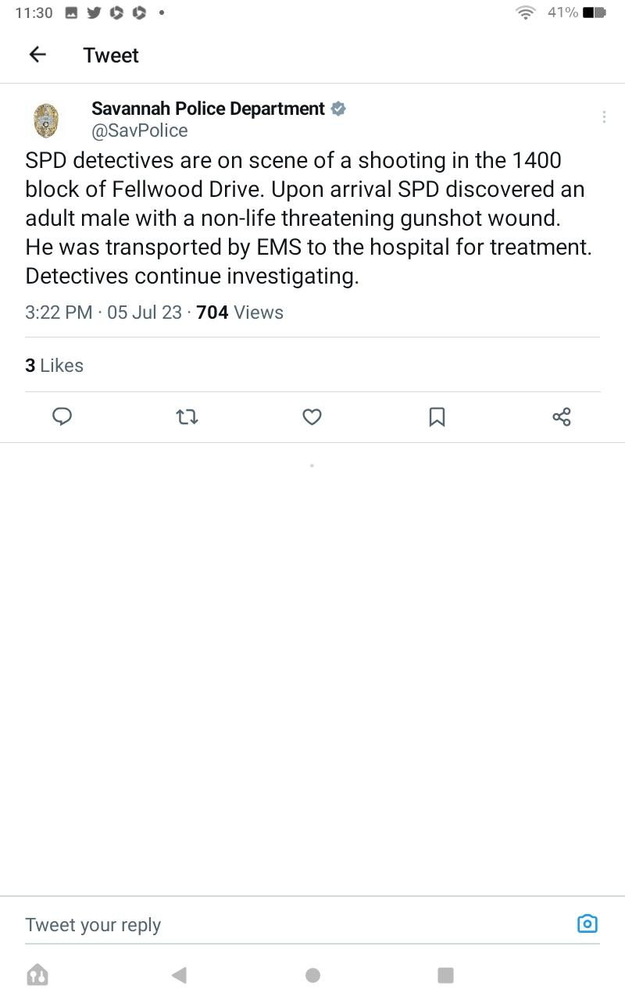 11:30
41%
Tweet
Savannah Police Department
@SavPolice
SPD detectives are on scene of a shooting in the 1400
block of Fellwood Drive. Upon arrival SPD discovered an
adult male with a non-life threatening gunshot wound.
He was transported by EMS to the hospital for treatment.
Detectives continue investigating.
3:22 PM · 05 Jul 23 · 704 Views
3 Likes
Tweet your reply